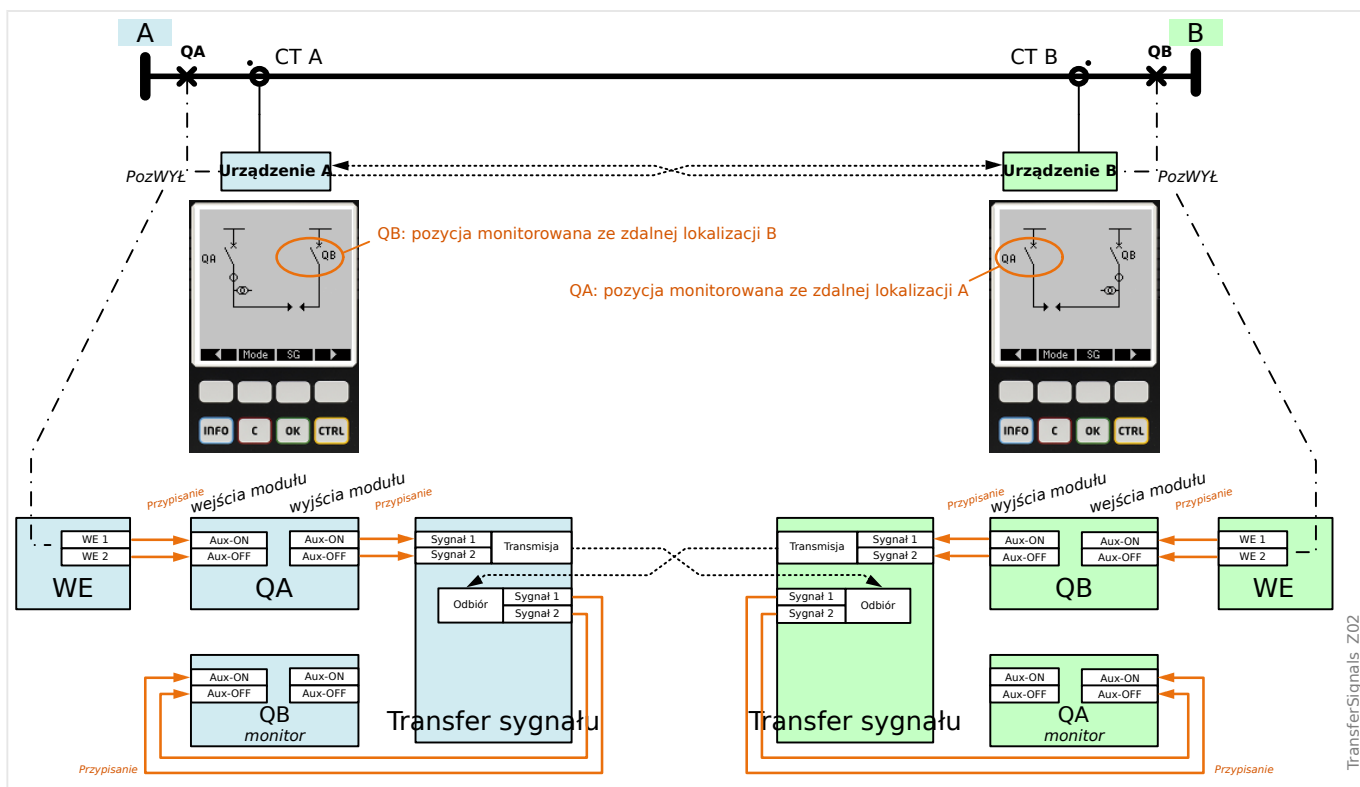 A
B
QA
CT A
CT B
QB
Urządzenie A
Urządzenie B
PozWYŁ
PozWYŁ
QA
QB
QB: pozycja monitorowana ze zdalnej lokalizacji B
QA: pozycja monitorowana ze zdalnej lokalizacji A
QA
QB
Mode
SG
Mode
SG
INFO
C
OK
CTRL
INFO
C
OK
CTRL
Przypisanie
wejścia modułu
wyjścia modułu
Przypisanie
Przypisanie
wyjścia modułu
wejścia modułu
Przypisanie
WE 1
WE 2
WE
Aux-ON
Aux-OFF
Aux-ON
Aux-OFF
QA
Sygnał 1
Sygnał 2
Transmisja
Odbiór
Sygnał 1
Sygnał 2
Transfer sygnału
Transmisja
Sygnał 1
Sygnał 2
Sygnał 1
Sygnał 2
Odbiór
Transfer sygnału
Aux-ON
Aux-OFF
Aux-ON
Aux-OFF
QB
WE 1
WE 2
WE
Aux-ON
Aux-OFF
Aux-ON
Aux-OFF
QB
monitor
Aux-ON
Aux-OFF
Aux-ON
Aux-OFF
QA
monitor
Przypisanie
Przypisanie
TransferSignals_Z02